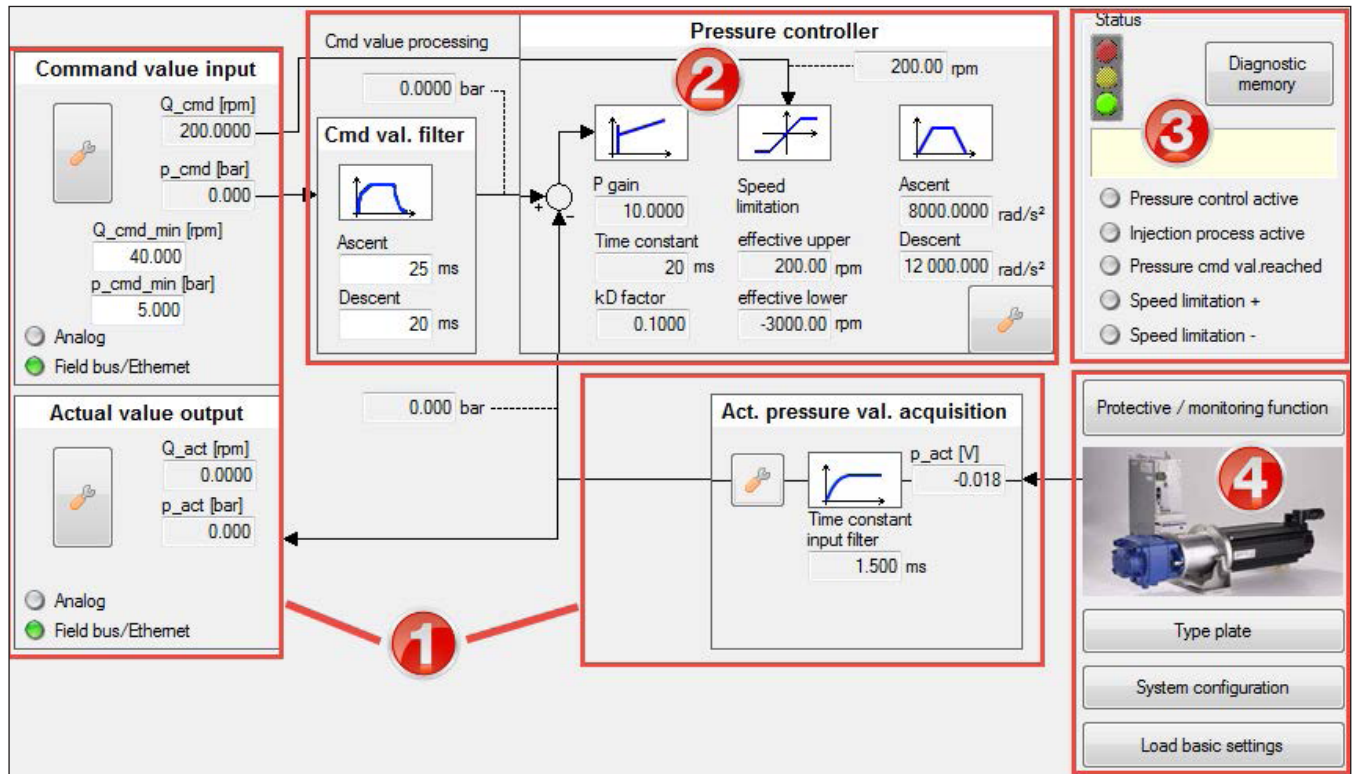 Command value input
Q_cmd [rpm]
200.0000
p_cmd [bar]
0.000
Q_cmd_min [rpm]
40.000
p_cmd_min [bar]
5.000
Analog
Field bus/Ethernet
Actual value output
Q_act [rpm]
0.0000
p_act [bar]
0.000
Analog
Field bus/Ethernet
1
Cmd value processing
0.0000 bar
Cmd val. filter
Ascent
25 ms
Descent
20 ms
Pressure controller
2
200.00 rpm
+
-
P gain
10.0000
Time constant
20 ms
kD factor
0.1000
Speed
limitation
effective upper
200.00 rpm
effective lower
-3000.00 rpm
Ascent
8000.0000 rad/s²
Descent
12 000.000 rad/s²
0.000 bar
Act. pressure val. acquisition
p_act [V]
-0.018
Time constant
input filter
1.500 ms
Status
Diagnostic
memory
3
Pressure control active
Injection process active
Pressure cmd val.reached
Speed limitation +
Speed limitation -
Protective / monitoring function
4
Type plate
System configuration
Load basic settings